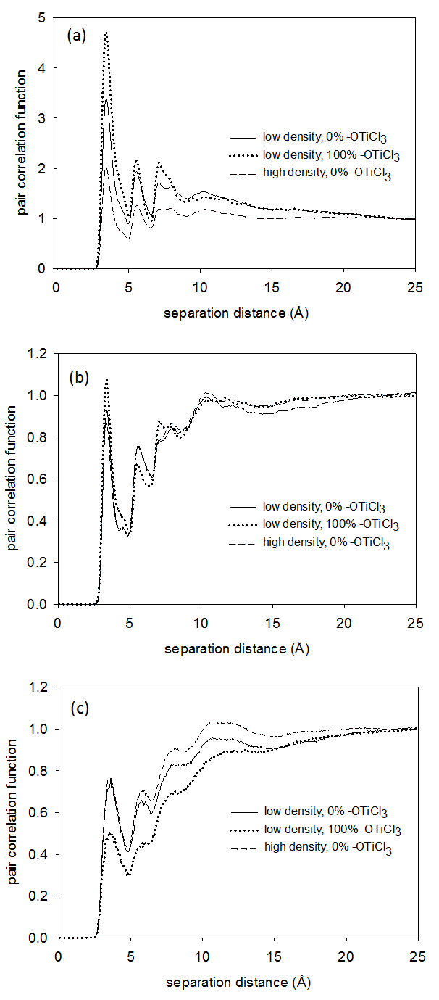 (a)
5
4
3
2
1
0
pair correlation function
low density, 0% -OTiCl3
low density, 100% -OTiCl3
high density, 0% -OTiCl3
0 5 10 15 20 25
separation distance (Å)
(b)
1.2
1.0
0.8
0.6
0.4
0.2
0.0
pair correlation function
low density, 0% -OTiCl3
low density, 100% -OTiCl3
high density, 0% -OTiCl3
0 5 10 15 20 25
separation distance (Å)
(c)
1.2
1.0
0.8
0.6
0.4
0.2
0.0
pair correlation function
low density, 0% -OTiCl3
low density, 100% -OTiCl3
high density, 0% -OTiCl3
0 5 10 15 20 25
separation distance (Å)